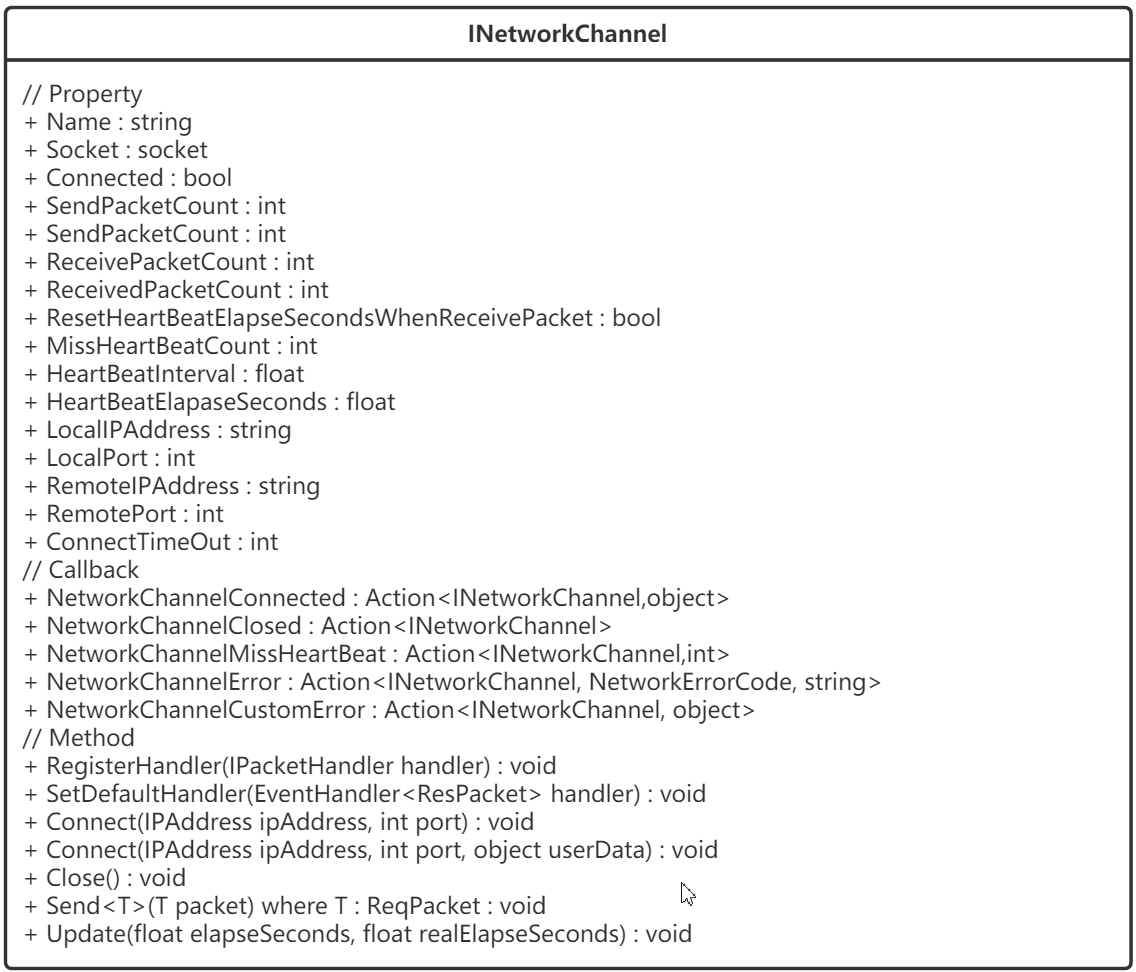 INetworkChannel
// Property
+ Name : string
+ Socket : socket
+ Connected : bool
+ SendPacketCount : int
+ SendPacketCount : int
+ ReceivePacketCount : int
+ ReceivedPacketCount : int
+ ResetHeartBeatElapseSecondsWhenReceivePacket : bool
+ MissHeartBeatCount : int
+ HeartBeatInterval : float
+ HeartBeatElapaseSeconds : float
+ LocalIPAddress : string
+ LocalPort : int
+ RemoteIPAddress : string
+ RemotePort : int
+ ConnectTimeOut : int
// Callback
+ NetworkChannelConnected : Action<INetworkChannel,object>
+ NetworkChannelClosed : Action<INetworkChannel>
+ NetworkChannelMissHeartBeat : Action<INetworkChannel,int>
+ NetworkChannelError : Action<INetworkChannel, NetworkErrorCode, string>
+ NetworkChannelCustomError : Action<INetworkChannel, object>
// Method
+ RegisterHandler(IPacketHandler handler) : void
+ SetDefaultHandler(EventHandler<ResPacket> handler) : void
+ Connect(IPAddress ipAddress, int port) : void
+ Connect(IPAddress ipAddress, int port, object userData) : void
+ Close() : void
+ Send<T>(T packet) where T : ReqPacket : void
+ Update(float elapseSeconds, float realElapseSeconds) : void